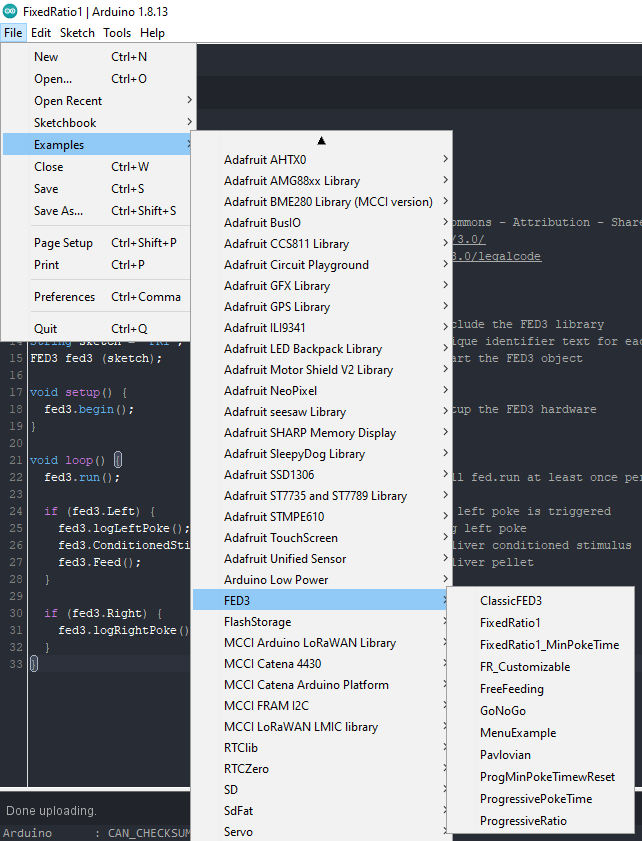 FixedRatio1 | Arduino 1.8.13
File Edit Sketch Tools Help
New Ctrl+N
Open... Ctrl+O
Open Recent
Sketchbook
Examples
Close Ctrl+W
Save Ctrl+S
Save As... Ctrl+Shift+S
Page Setup Ctrl+Shift+P
Print Ctrl+P
Preferences Ctrl+Comma
Quit Ctrl+Q
Adafruit AHTX0
Adafruit AMG88xx Library
Adafruit BME280 Library (MCCI version)
Adafruit BusIO
Adafruit CCS811 Library
Adafruit Circuit Playground
Adafruit GFX Library
Adafruit GPS Library
Adafruit ILI9341
Adafruit LED Backpack Library
Adafruit Motor Shield V2 Library
Adafruit NeoPixel
Adafruit seesaw Library
Adafruit SHARP Memory Display
Adafruit SleepyDog Library
Adafruit SSD1306
Adafruit ST7735 and ST7789 Library
Adafruit STMPE610
Adafruit TouchScreen
Adafruit Unified Sensor
Arduino Low Power
FED3
FlashStorage
MCCI Arduino LoRaWAN Library
MCCI Catena 4430
MCCI Catena Arduino Platform
MCCI FRAM I2C
MCCI LoRaWAN LMIC library
RTClib
RTCZero
SD
SdFat
Servo
ClassicFED3
FixedRatio1
FixedRatio1_MinPokeTime
FR_Customizable
FreeFeeding
GoNoGo
MenuExample
Pavlovian
ProgMinPokeTimewReset
ProgressivePokeTime
ProgressiveRatio
ommons - Attribution - Share
/3.0/
3.0/legalcode
clude the FED3 library
ique identifier text for eac
15 FED3 fed3 (sketch); art the FED3 object
16
17 void setup() {
18 fed3.begin(); tup the FED3 hardware
19 }
20
21 void loop() {
22 fed3.run(); ll fed.run at least once per
23
24 if (fed3.Left) { left poke is triggered
25 fed3.logLeftPoke(); g left poke
26 fed3.ConditionedSti liver conditioned stimulus
27 fed3.Feed(); liver pellet
28 }
29
30 if (fed3.Right) {
31 fed3.logRightPoke()
32 }
33 }
Done uploading.
Arduino : CAN_CHECKSUM